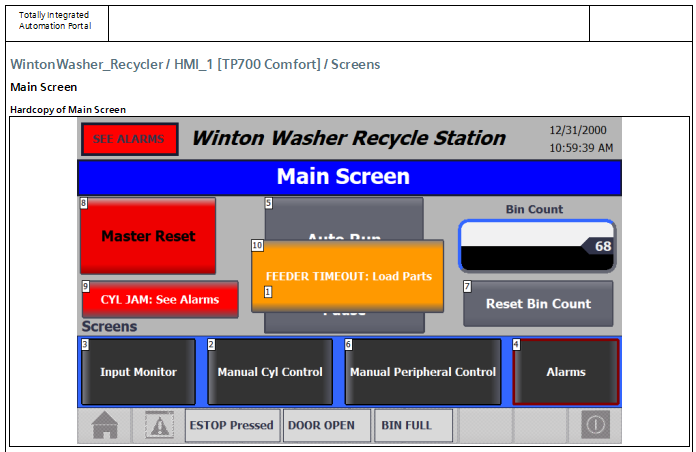 Totally Integrated
Automation Portal
WintonWasher_Recycler / HMI_1 [TP700 Comfort] / Screens
Main Screen
Hardcopy of Main Screen
SEE ALARMS
Winton Washer Recycle Station
12/31/2000
10:59:39 AM
Main Screen
8
Master Reset
5
Auto Run
Bin Count
68
10
FEEDER TIMEOUT: Load Parts
1
9
CYL JAM: See Alarms
Pause
7
Reset Bin Count
Screens
3
Input Monitor
2
Manual Cyl Control
6
Manual Peripheral Control
4
Alarms
ESTOP Pressed
DOOR OPEN
BIN FULL